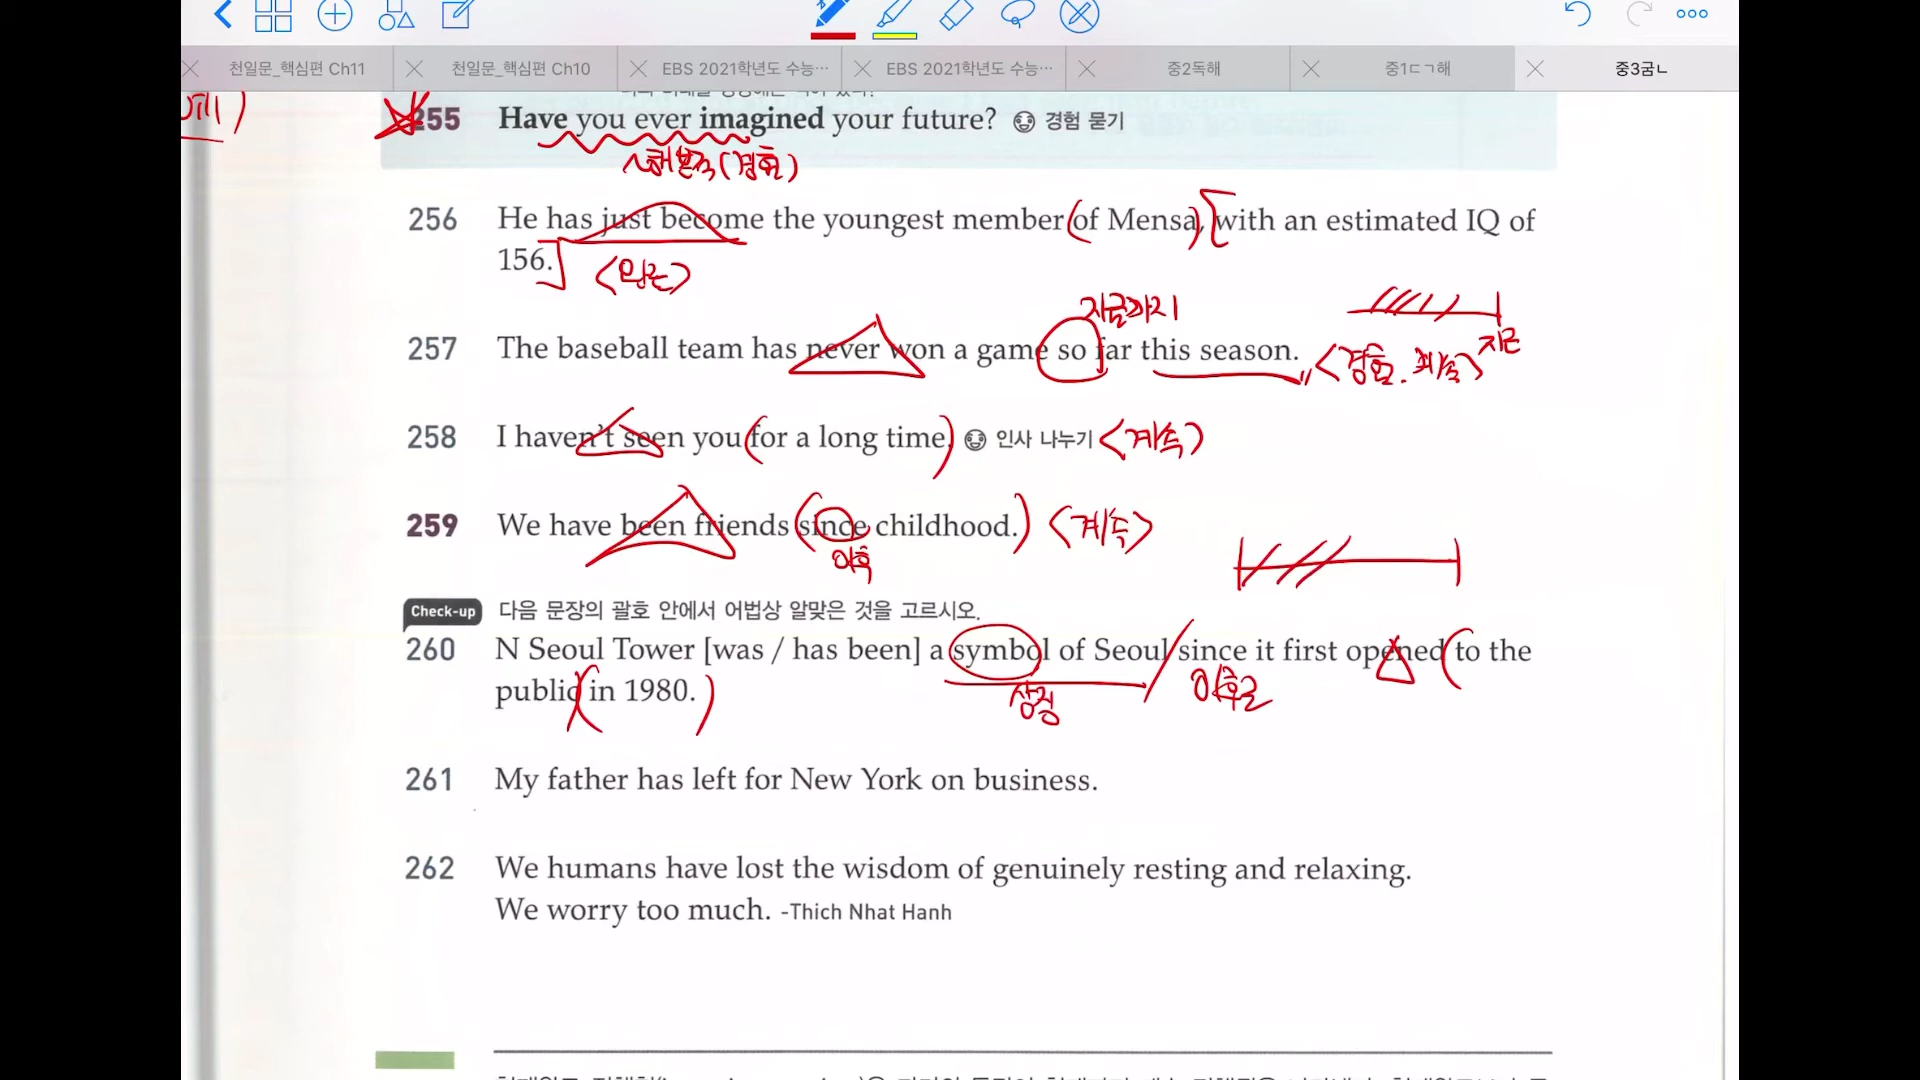 천일문_핵심편 Ch11
천일문_핵심편 Ch10
EBS 2021학년도 수능…
EBS 2021학년도 수능…
중2독해
중1ㄷㄱ해
중3굼ㄴ
255 Have you ever imagined your future? 경험 묻기
해본적(경험)
256 He has just become the youngest member of Mensa, with an estimated IQ of
156.
<완료>
지금까지
257 The baseball team has never won a game so far this season.
<경험, 계속>
지금
258 I haven't seen you for a long time. 인사 나누기 <계속>
259 We have been friends since childhood. <계속>
이후
Check-up 다음 문장의 괄호 안에서 어법상 알맞은 것을 고르시오.
260 N Seoul Tower [was / has been] a symbol of Seoul since it first opened to the
public in 1980.
상징
이후로
261 My father has left for New York on business.
262 We humans have lost the wisdom of genuinely resting and relaxing.
We worry too much. -Thich Nhat Hanh